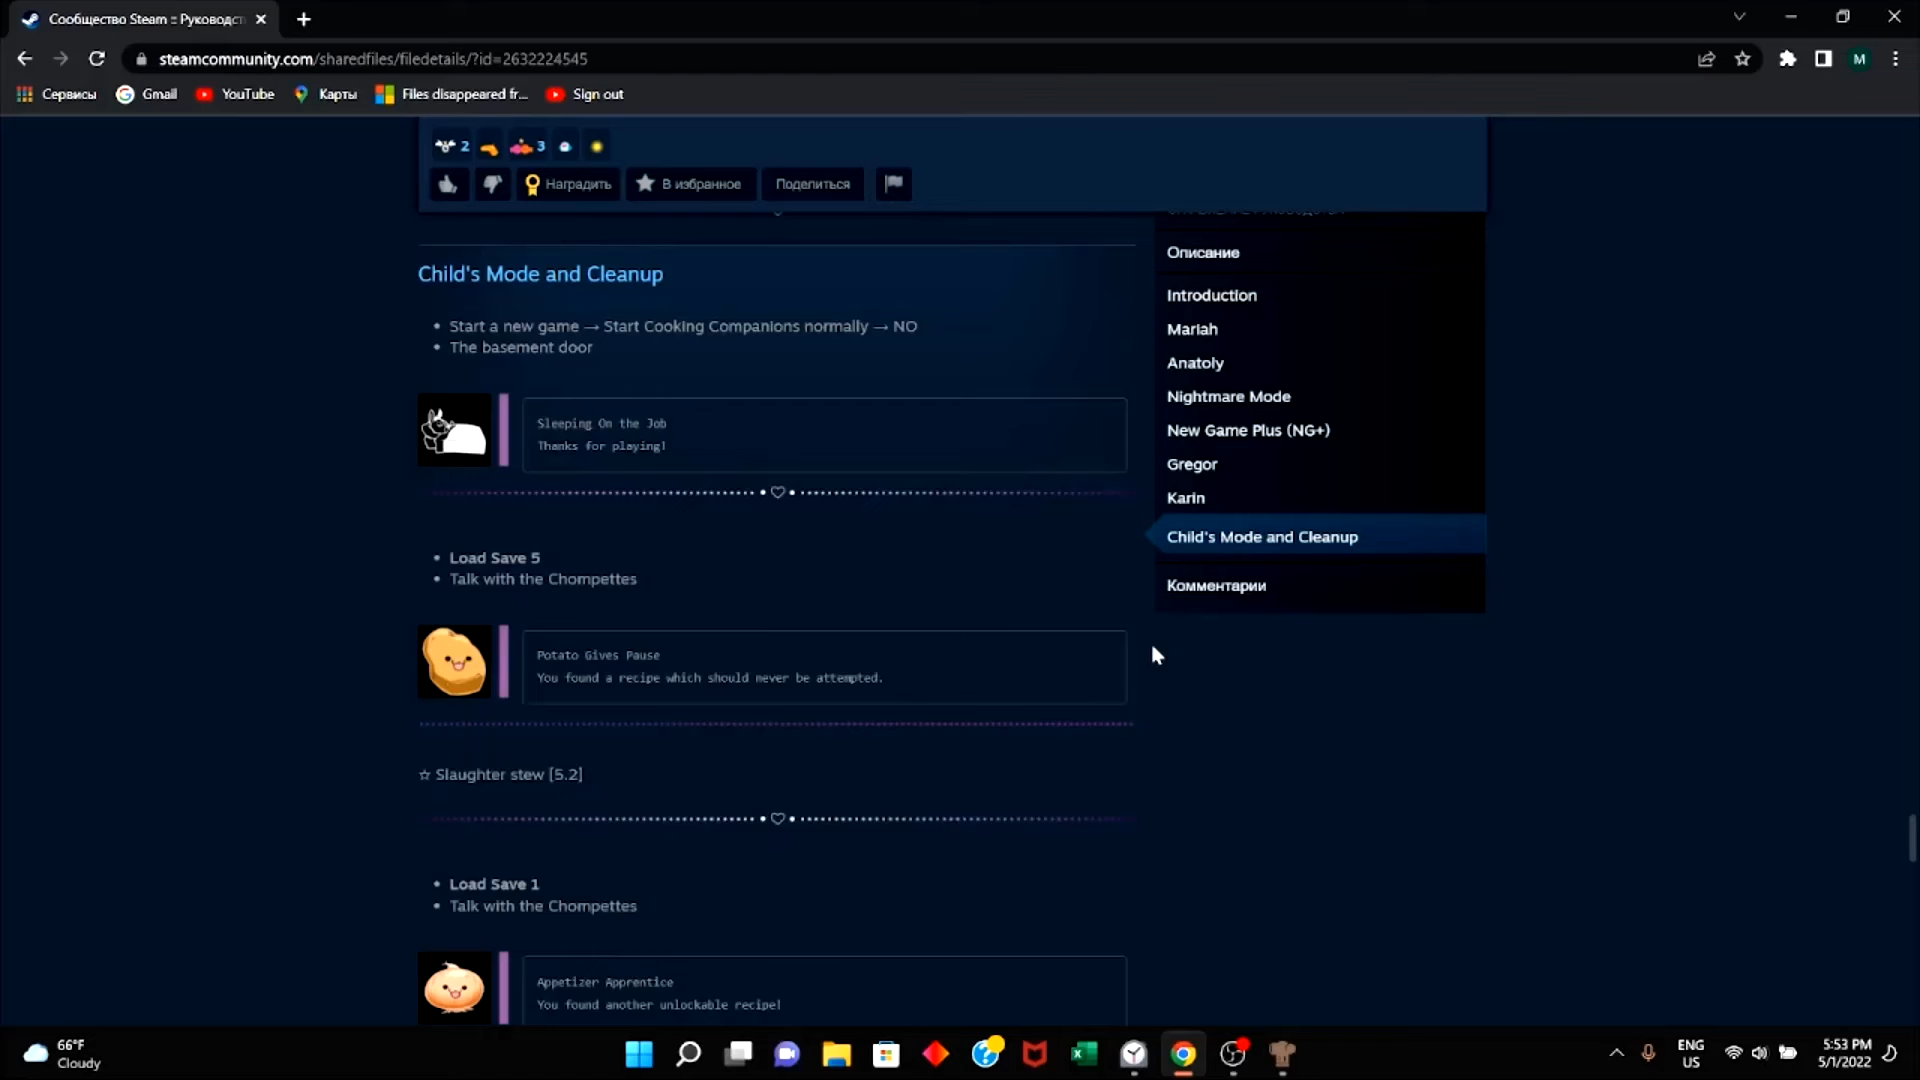 Сообщество Steam :: Руководст
steamcommunity.com/sharedfiles/filedetails/?id=2632224545
M
Сервисы
Gmail
YouTube
Карты
Files disappeared fr...
Sign out
2
3
Наградить
В избранное
Поделиться
Child's Mode and Cleanup
• Start a new game → Start Cooking Companions normally → NO
• The basement door
Sleeping On the Job
Thanks for playing!
• Load Save 5
• Talk with the Chompettes
Potato Gives Pause
You found a recipe which should never be attempted.
☆ Slaughter stew [5.2]
• Load Save 1
• Talk with the Chompettes
Appetizer Apprentice
You found another unlockable recipe!
Описание
Introduction
Mariah
Anatoly
Nightmare Mode
New Game Plus (NG+)
Gregor
Karin
Child's Mode and Cleanup
Комментарии
66°F
Cloudy
ENG
US
5:53 PM
5/1/2022